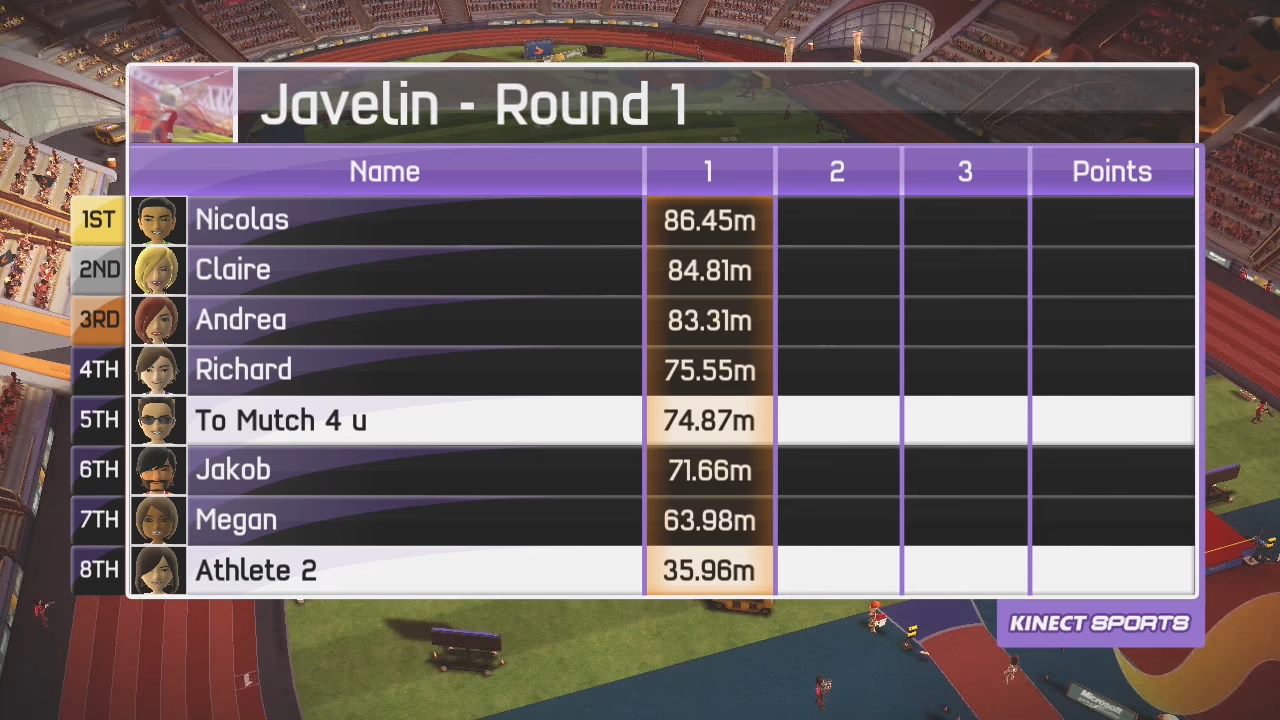 Javelin - Round 1
Name 1 2 3 Points
1ST Nicolas 86.45m
2ND Claire 84.81m
3RD Andrea 83.31m
4TH Richard 75.55m
5TH To Mutch 4 u 74.87m
6TH Jakob 71.66m
7TH Megan 63.98m
8TH Athlete 2 35.96m
KINECT SPORTS
Microsoft